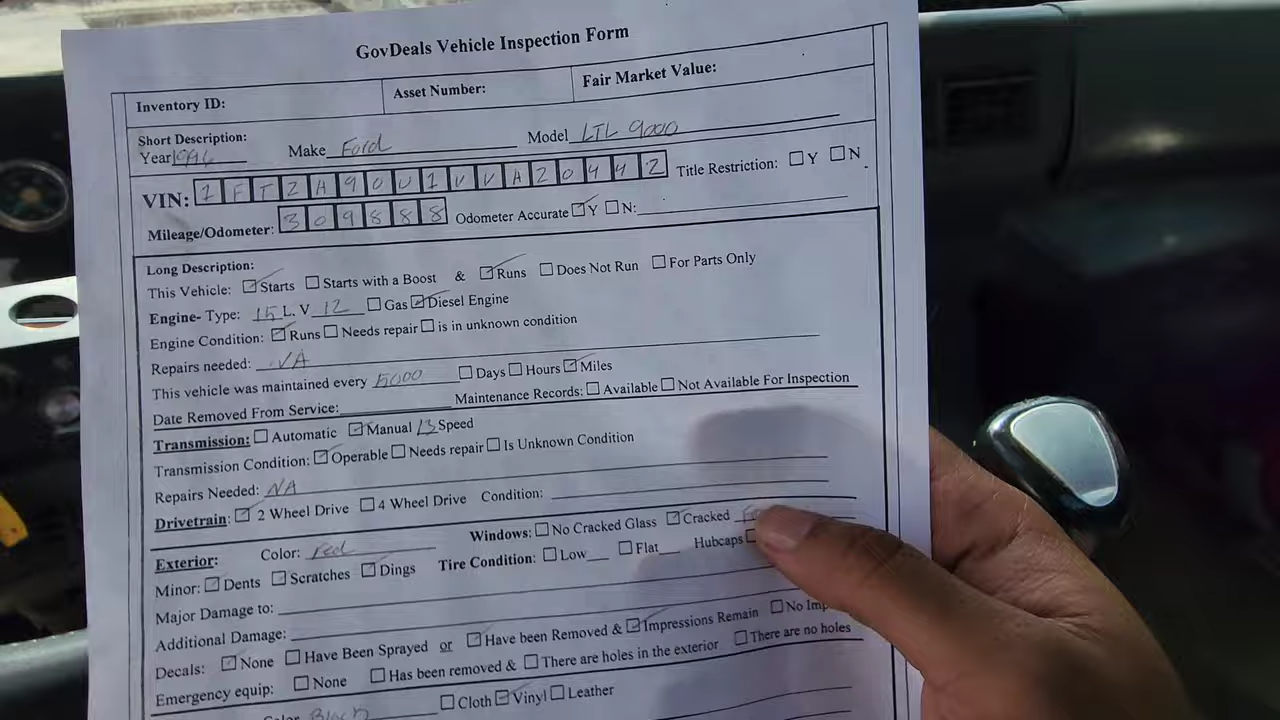 GovDeals Vehicle Inspection Form
Inventory ID: Asset Number: Fair Market Value:
Short Description:
Year 1996 Make Ford Model LTL 9000
VIN: 1 F T Z A 9 0 U 1 V V A 2 0 4 4 2 Title Restriction: ☐ Y ☐ N
Mileage/Odometer: 3 0 9 8 8 8 Odometer Accurate ☑ Y ☐ N:
Long Description:
This Vehicle: ☑ Starts ☐ Starts with a Boost & ☑ Runs ☐ Does Not Run ☐ For Parts Only
Engine- Type: 15 L. V 12 ☐ Gas ☑ Diesel Engine
Engine Condition: ☑ Runs ☐ Needs repair ☐ is in unknown condition
Repairs needed: NA
This vehicle was maintained every 5000 ☐ Days ☐ Hours ☑ Miles
Date Removed From Service: Maintenance Records: ☐ Available ☐ Not Available For Inspection
Transmission: ☐ Automatic ☑ Manual 13 Speed
Transmission Condition: ☑ Operable ☐ Needs repair ☐ Is Unknown Condition
Repairs Needed: NA
Drivetrain: ☑ 2 Wheel Drive ☐ 4 Wheel Drive Condition:
Exterior: Color: red Windows: ☐ No Cracked Glass ☑ Cracked
Minor: ☑ Dents ☑ Scratches ☑ Dings Tire Condition: ☐ Low ☐ Flat Hubcaps
Major Damage to:
Additional Damage:
Decals: ☑ None ☐ Have Been Sprayed or ☑ Have been Removed & ☑ Impressions Remain ☐ No
Emergency equip: ☐ None ☐ Has been removed & ☐ There are holes in the exterior ☐ There are no holes
Color Black ☐ Cloth ☑ Vinyl ☐ Leather